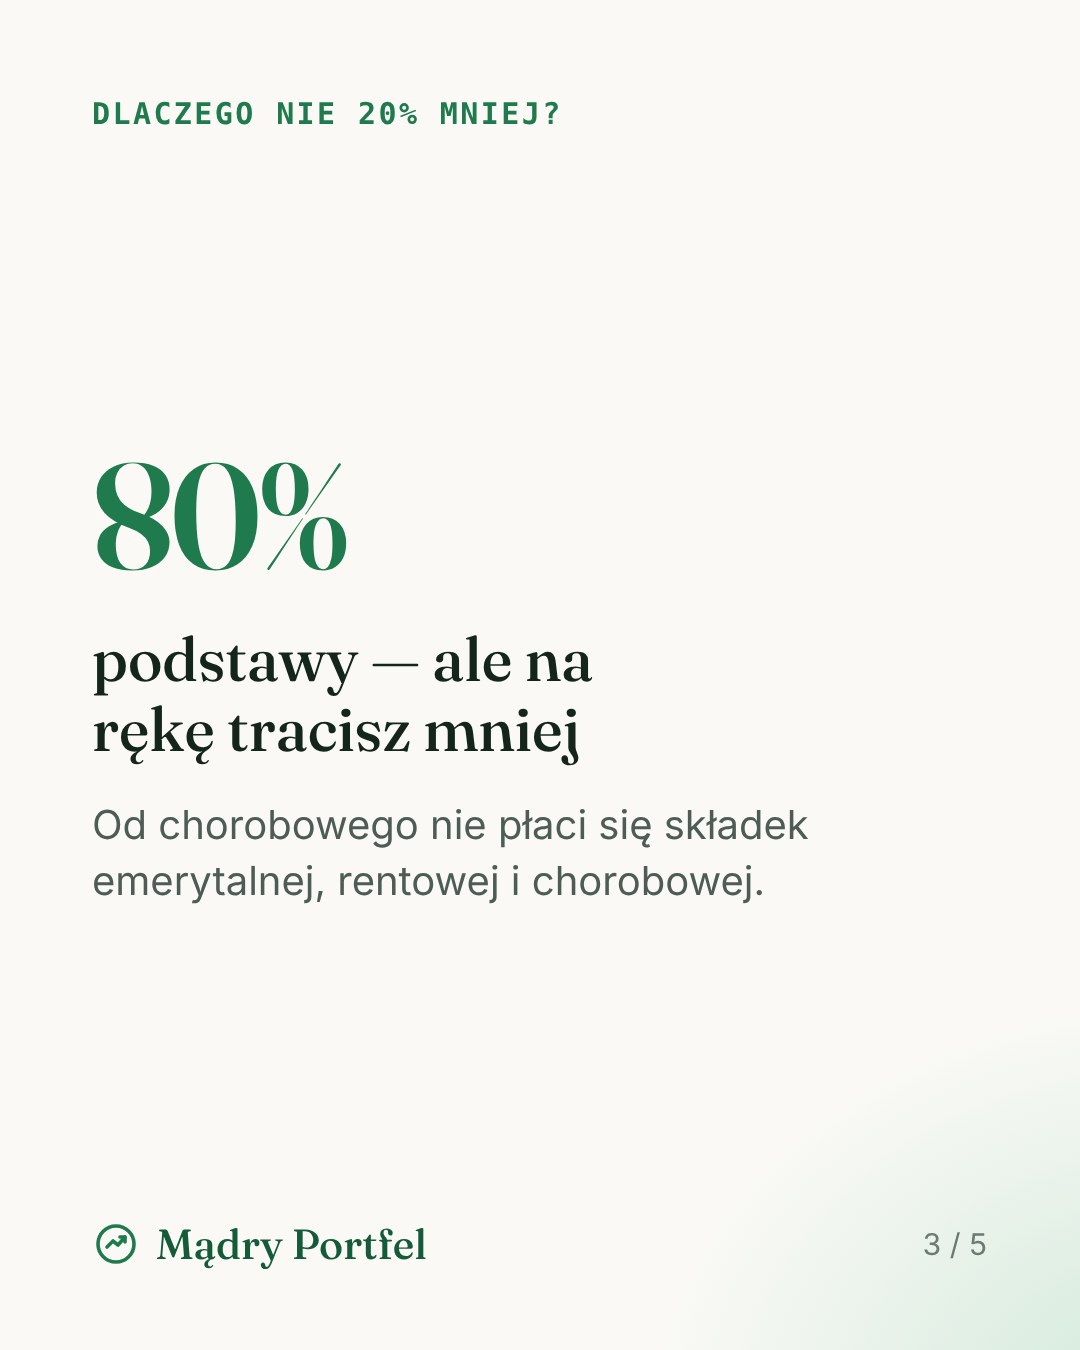 DLACZEGO NIE 20% MNIEJ?
80%
podstawy — ale na
rękę tracisz mniej
Od chorobowego nie płaci się składek
emerytalnej, rentowej i chorobowej.
Mądry Portfel
3 / 5